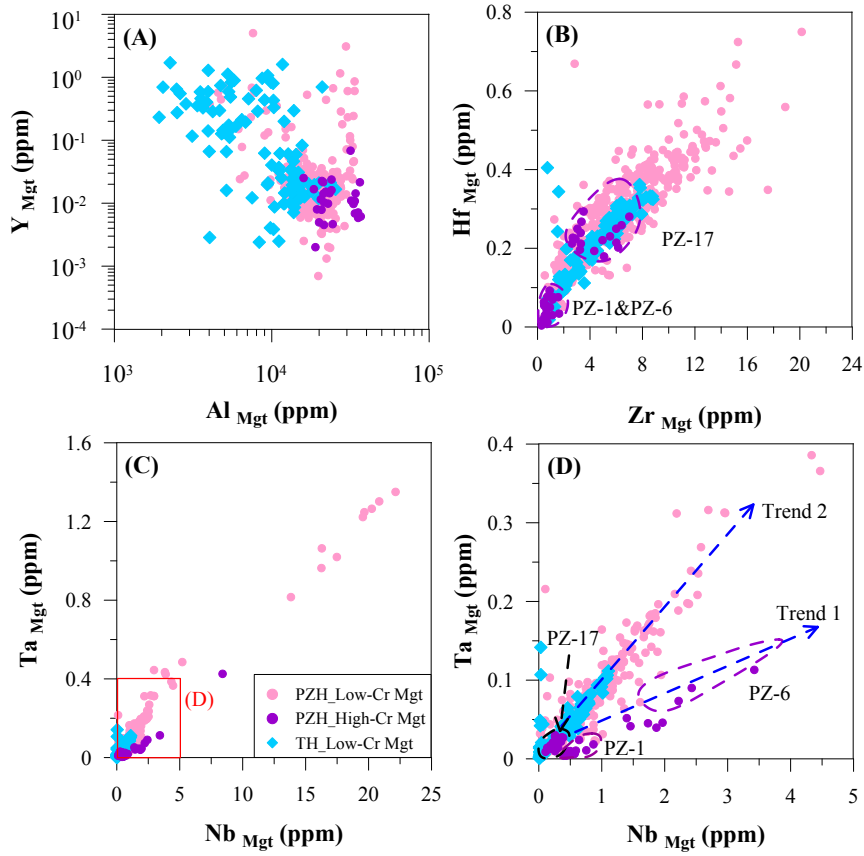 (A)
10¹
10⁰
10⁻¹
10⁻²
10⁻³
10⁻⁴
Y Mgt (ppm)
10³ 10⁴ 10⁵
Al Mgt (ppm)
(B)
0.8
0.6
0.4
0.2
0
Hf Mgt (ppm)
PZ-17
PZ-1&PZ-6
0 4 8 12 16 20 24
Zr Mgt (ppm)
(C)
1.6
1.2
0.8
0.4
0
Ta Mgt (ppm)
(D)
PZH_Low-Cr Mgt
PZH_High-Cr Mgt
TH_Low-Cr Mgt
0 5 10 15 20 25
Nb Mgt (ppm)
(D)
0.4
0.3
0.2
0.1
0
Ta Mgt (ppm)
Trend 2
Trend 1
PZ-17
PZ-6
PZ-1
0 1 2 3 4 5
Nb Mgt (ppm)